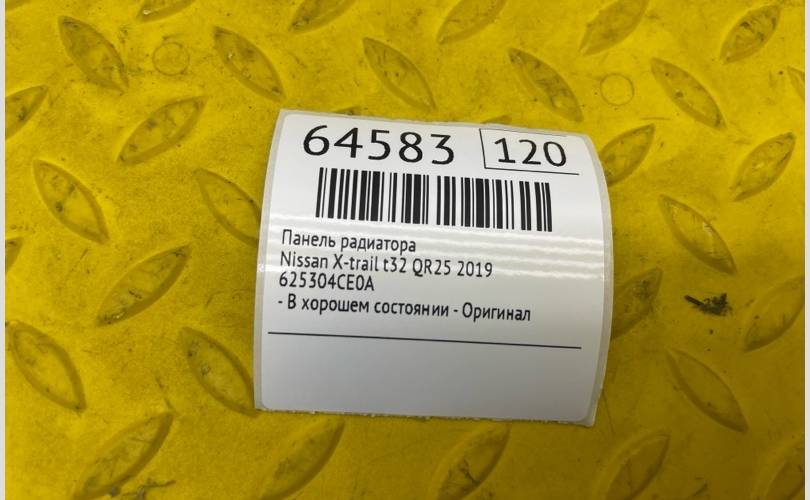 64583 120
Панель радиатора
Nissan X-trail t32 QR25 2019
625304CE0A
- В хорошем состоянии - Оригинал